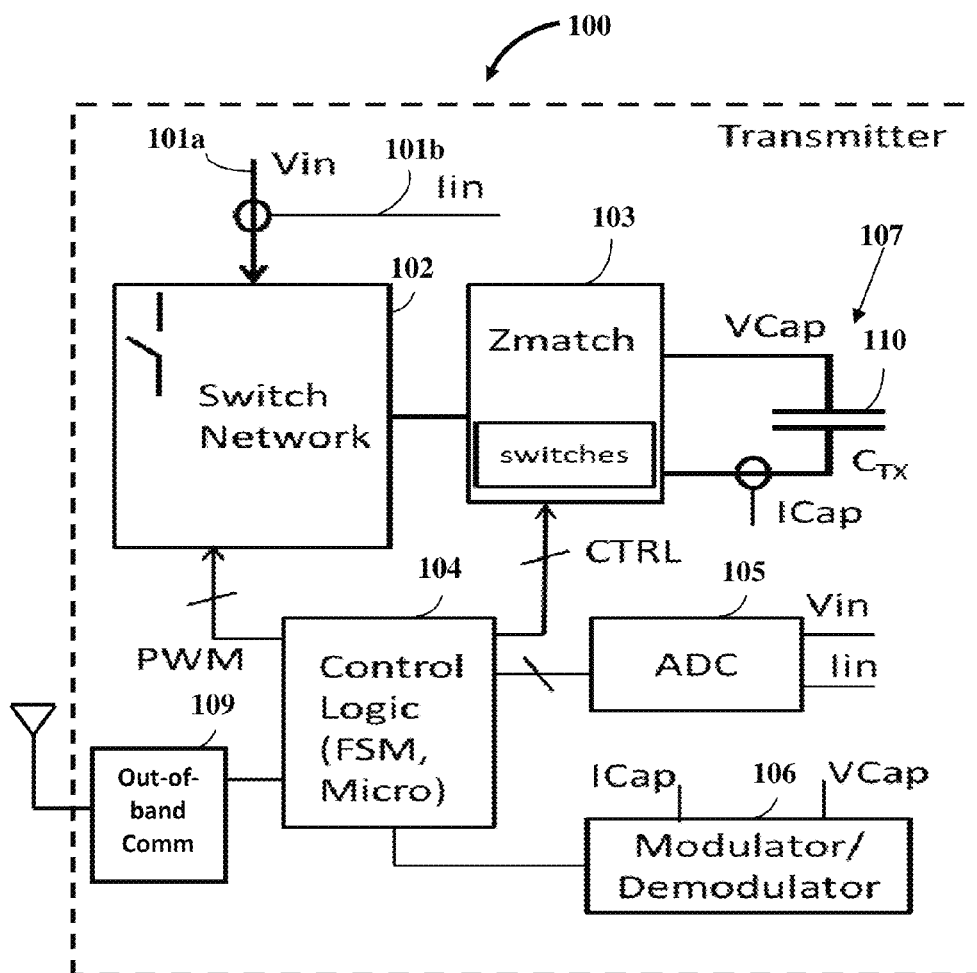 100
Transmitter
101a
Vin
101b
Iin
103
107
102
Zmatch
VCap
110
Switch
Network
switches
C_TX
ICap
CTRL
104
105
Vin
PWM
Control
Logic
(FSM,
Micro)
ADC
Iin
109
Out-of-
band
Comm
ICap
106
VCap
Modulator/
Demodulator